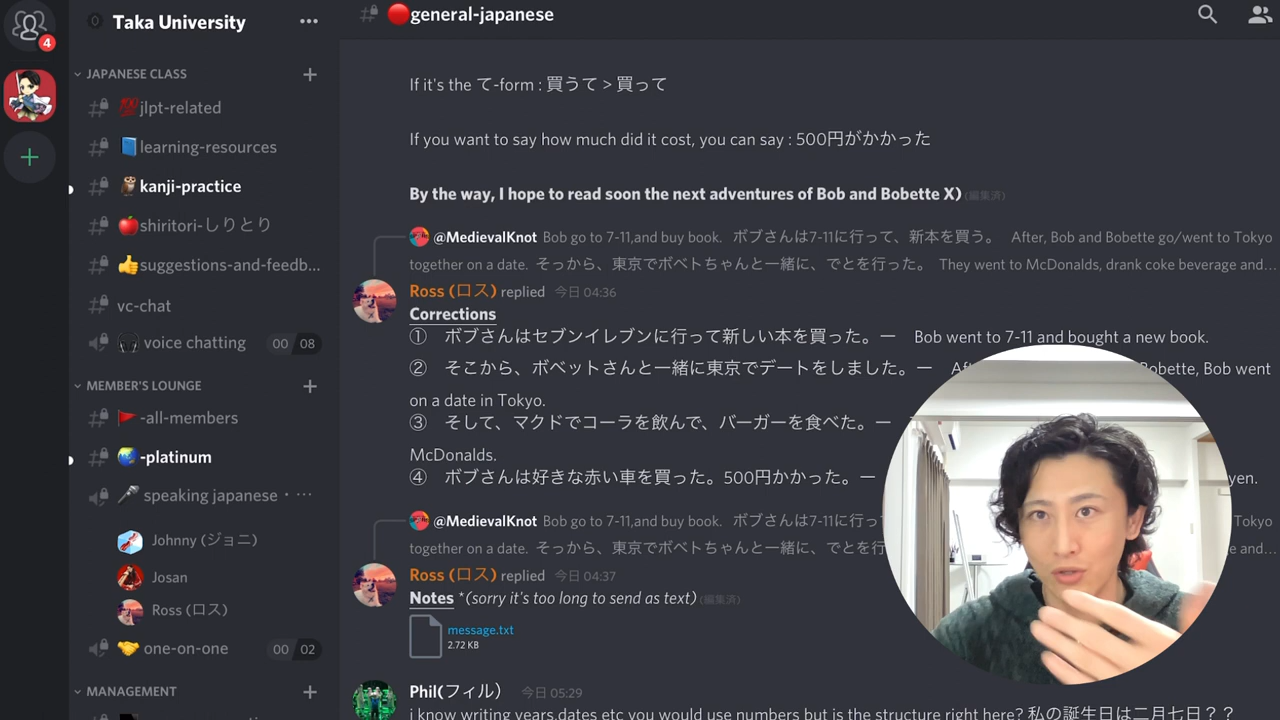 4
Taka University
JAPANESE CLASS
jlpt-related
learning-resources
kanji-practice
shiritori-しりとり
suggestions-and-feedb...
vc-chat
voice chatting 00 08
MEMBER'S LOUNGE
-all-members
-platinum
speaking japanese・…
Johnny (ジョニ)
Josan
Ross (ロス)
one-on-one 00 02
MANAGEMENT
general-japanese
If it's the て-form : 買うて > 買って
If you want to say how much did it cost, you can say : 500円がかかった
By the way, I hope to read soon the next adventures of Bob and Bobette X) (編集済)
@MedievalKnot Bob go to 7-11,and buy book. ボブさんは7-11に行って、新本を買う。 After, Bob and Bobette go/went to Tokyo
together on a date. そっから、東京でボベトちゃんと一緒に、でとを行った。 They went to McDonalds, drank coke beverage and...
Ross (ロス) replied 今日 04:36
Corrections
① ボブさんはセブンイレブンに行って新しい本を買った。ー Bob went to 7-11 and bought a new book.
② そこから、ボベットさんと一緒に東京でデートをしました。ー Bobette, Bob went
on a date in Tokyo.
③ そして、マクドでコーラを飲んで、バーガーを食べた。ー
McDonalds.
④ ボブさんは好きな赤い車を買った。500円かかった。ー yen.
@MedievalKnot Bob go to 7-11,and buy book. ボブさんは7-11に行っ Tokyo
together on a date. そっから、東京でボベトちゃんと一緒に、でとを行 and...
Ross (ロス) replied 今日 04:37
Notes *(sorry it's too long to send as text) (編集済)
message.txt
2.72 KB
Phil(フィル) 今日 05:29
i know writing years,dates etc you would use numbers but is the structure right here? 私の誕生日は二月七日？？